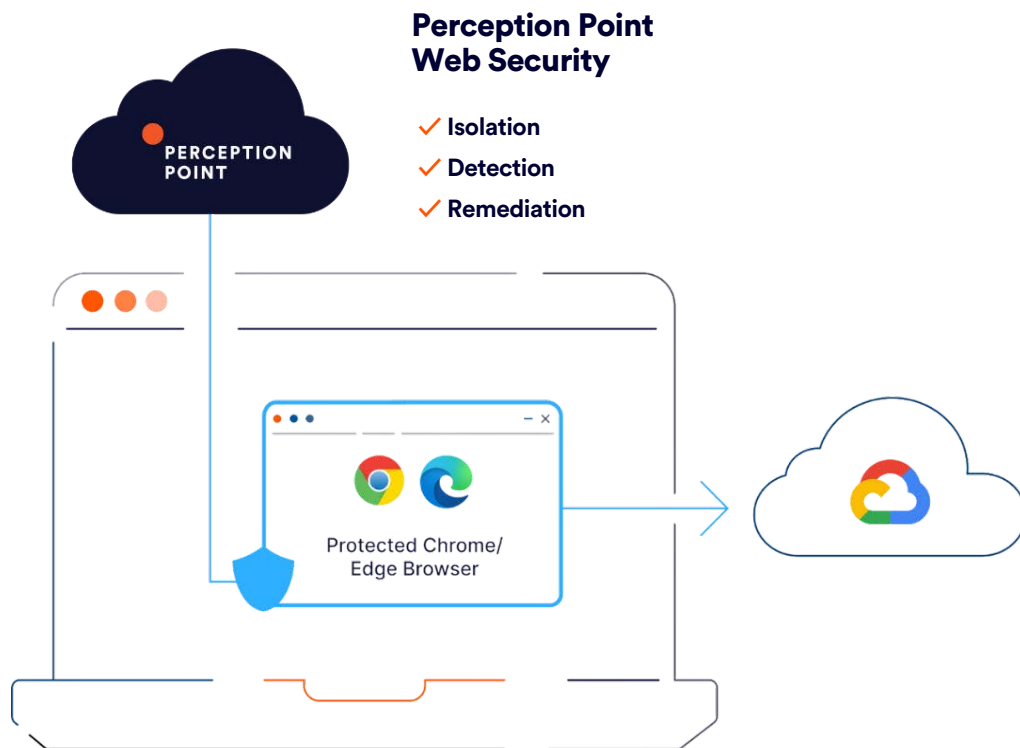 Perception Point
Web Security
Isolation
Detection
Remediation
PERCEPTION
POINT
Protected Chrome/
Edge Browser